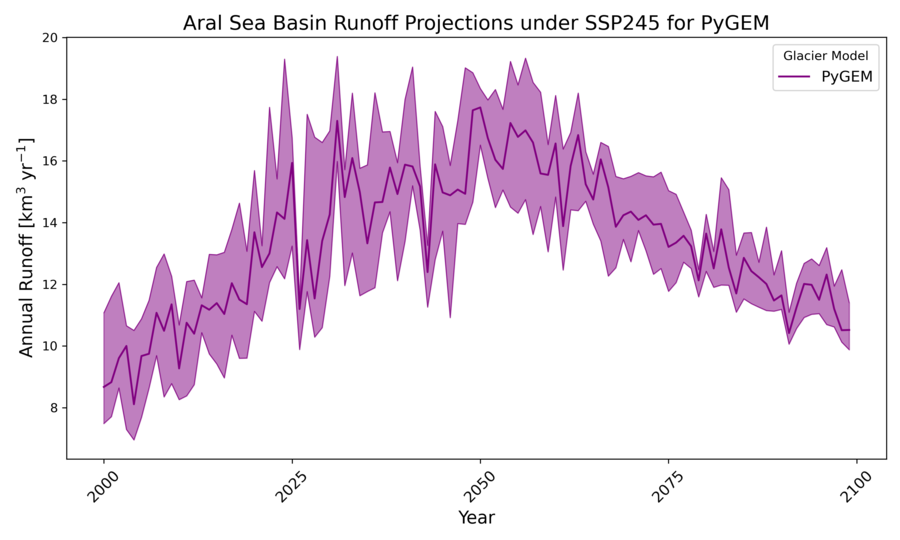 Aral Sea Basin Runoff Projections under SSP245 for PyGEM
Glacier Model
PyGEM
Annual Runoff [km³ yr⁻¹]
20
18
16
14
12
10
8
2000
2025
2050
2075
2100
Year